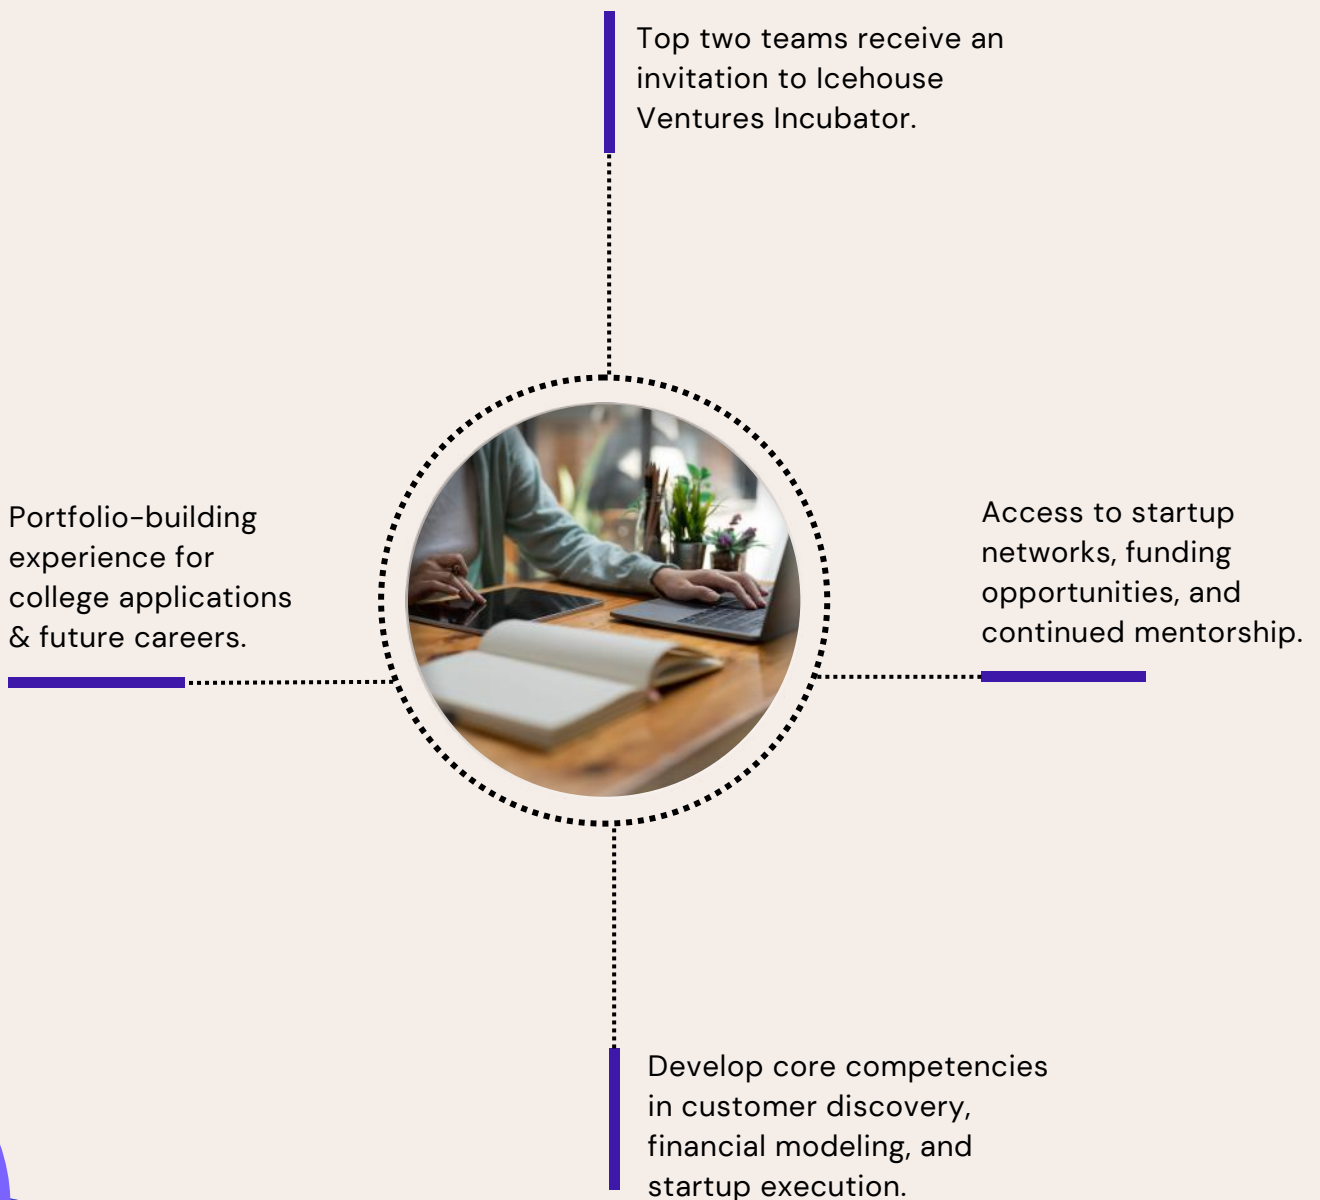 Top two teams receive an
invitation to Icehouse
Ventures Incubator.
Portfolio-building
experience for
college applications
& future careers.
Access to startup
networks, funding
opportunities, and
continued mentorship.
Develop core competencies
in customer discovery,
financial modeling, and
startup execution.